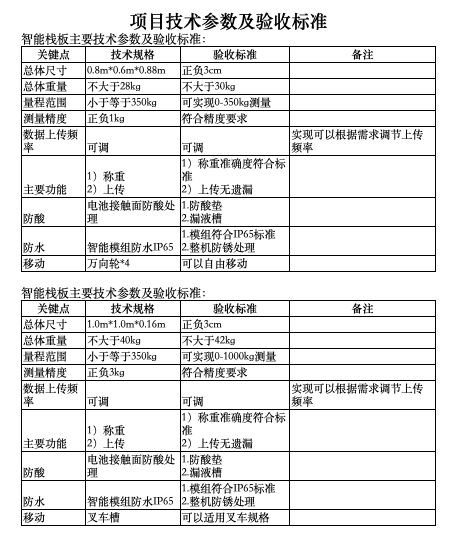 项目技术参数及验收标准
智能栈板主要技术参数及验收标准：
关键点 技术规格 验收标准 备注
总体尺寸 0.8m*0.6m*0.88m 正负3cm
总体重量 不大于28kg 不大于30kg
量程范围 小于等于350kg 可实现0-350kg测量
测量精度 正负1kg 符合精度要求
数据上传频率 可调 可调 实现可以根据需求调节上传频率
主要功能 1）称重 2）上传 1）称重准确度符合标准 2）上传无遗漏
防酸 电池接触面防酸处理 1.防酸垫 2.漏液槽
防水 智能模组防水IP65 1.模组符合IP65标准 2.整机防锈处理
移动 万向轮*4 可以自由移动
智能栈板主要技术参数及验收标准：
关键点 技术规格 验收标准 备注
总体尺寸 1.0m*1.0m*0.16m 正负3cm
总体重量 不大于40kg 不大于42kg
量程范围 小于等于350kg 可实现0-1000kg测量
测量精度 正负3kg 符合精度要求
数据上传频率 可调 可调 实现可以根据需求调节上传频率
主要功能 1）称重 2）上传 1）称重准确度符合标准 2）上传无遗漏
防酸 电池接触面防酸处理 1.防酸垫 2.漏液槽
防水 智能模组防水IP65 1.模组符合IP65标准 2.整机防锈处理
移动 叉车槽 可以适用叉车规格